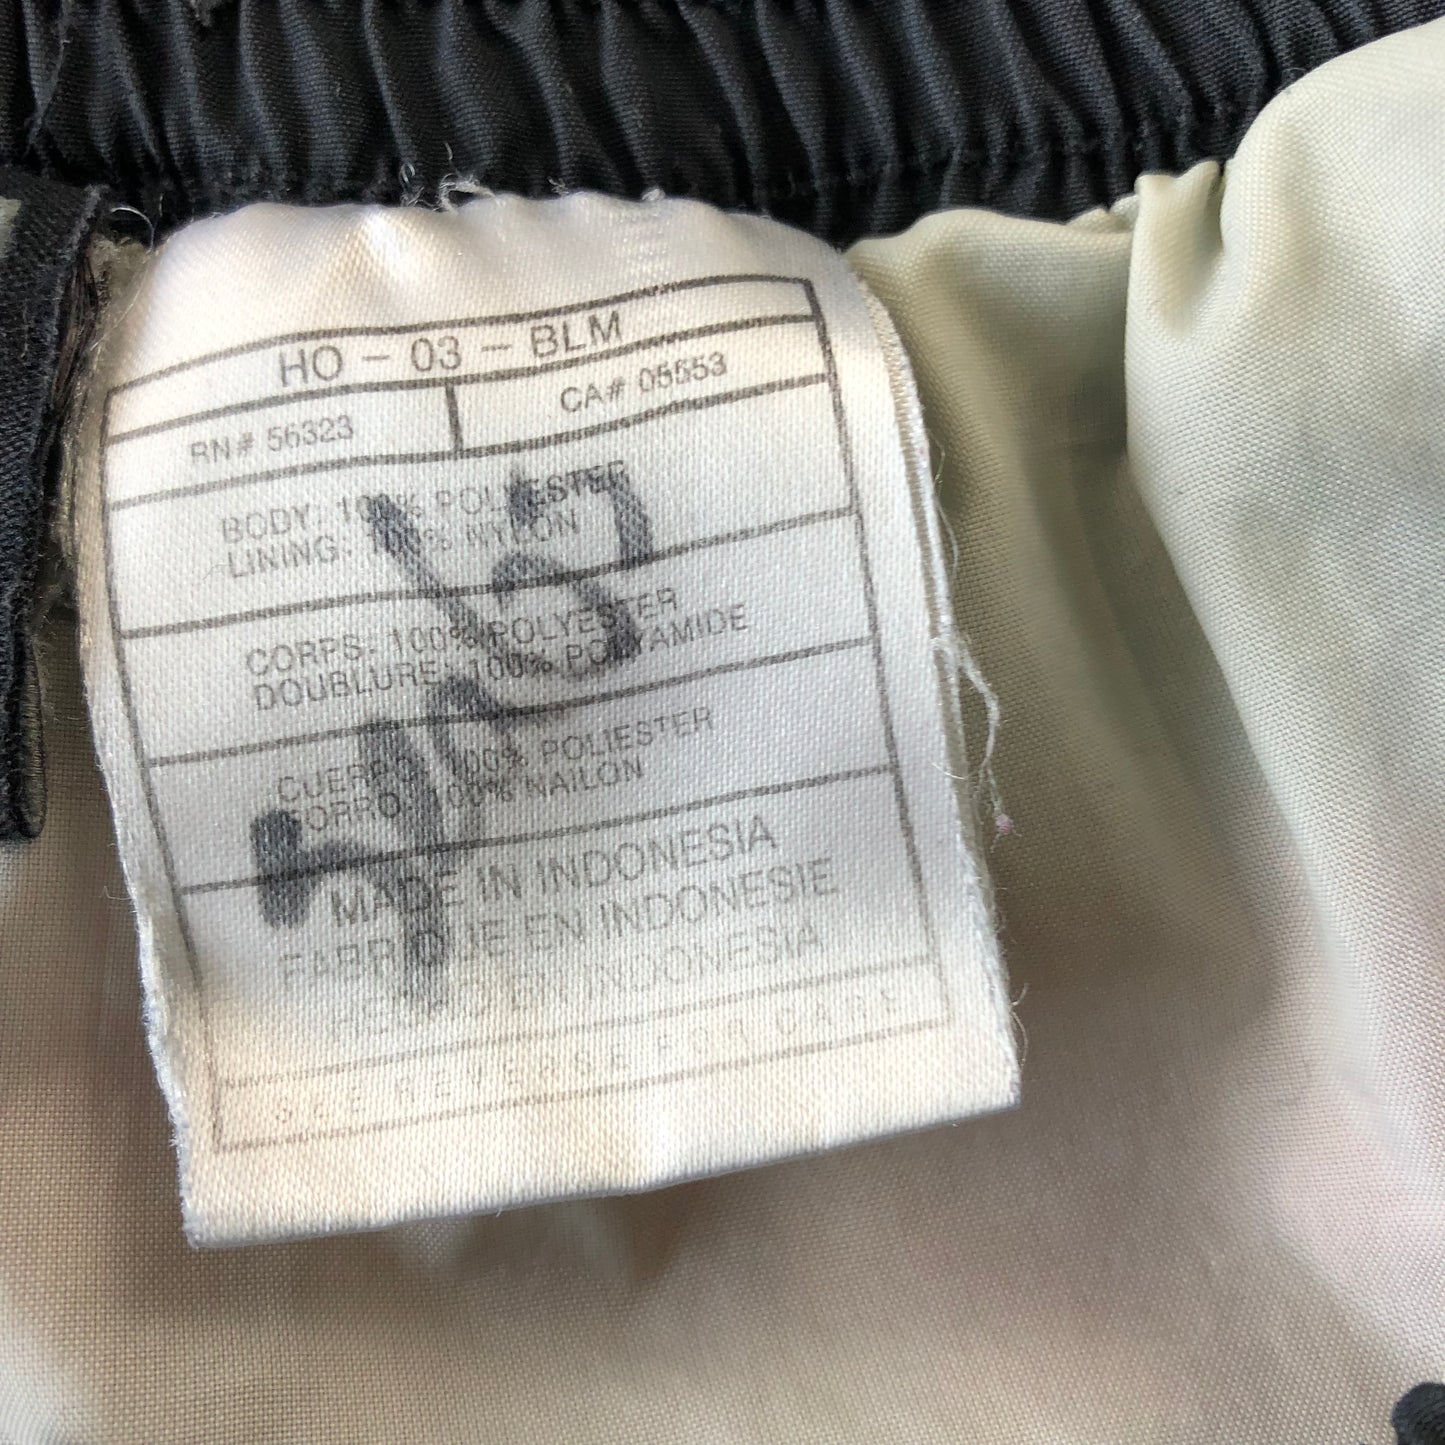 HO - 03 - BLM
RN# 56323
CA# 05553
BODY: 100% POLYESTER
LINING: 100% NYLON
CORPS: 100% POLYESTER
DOUBLURE: 100% POLYAMIDE
CUERPO: 100% POLIESTER
FORRO: 100% NAILON
MADE IN INDONESIA
FABRIQUE EN INDONESIE
HECHO EN INDONESIA
SEE REVERSE FOR CARE